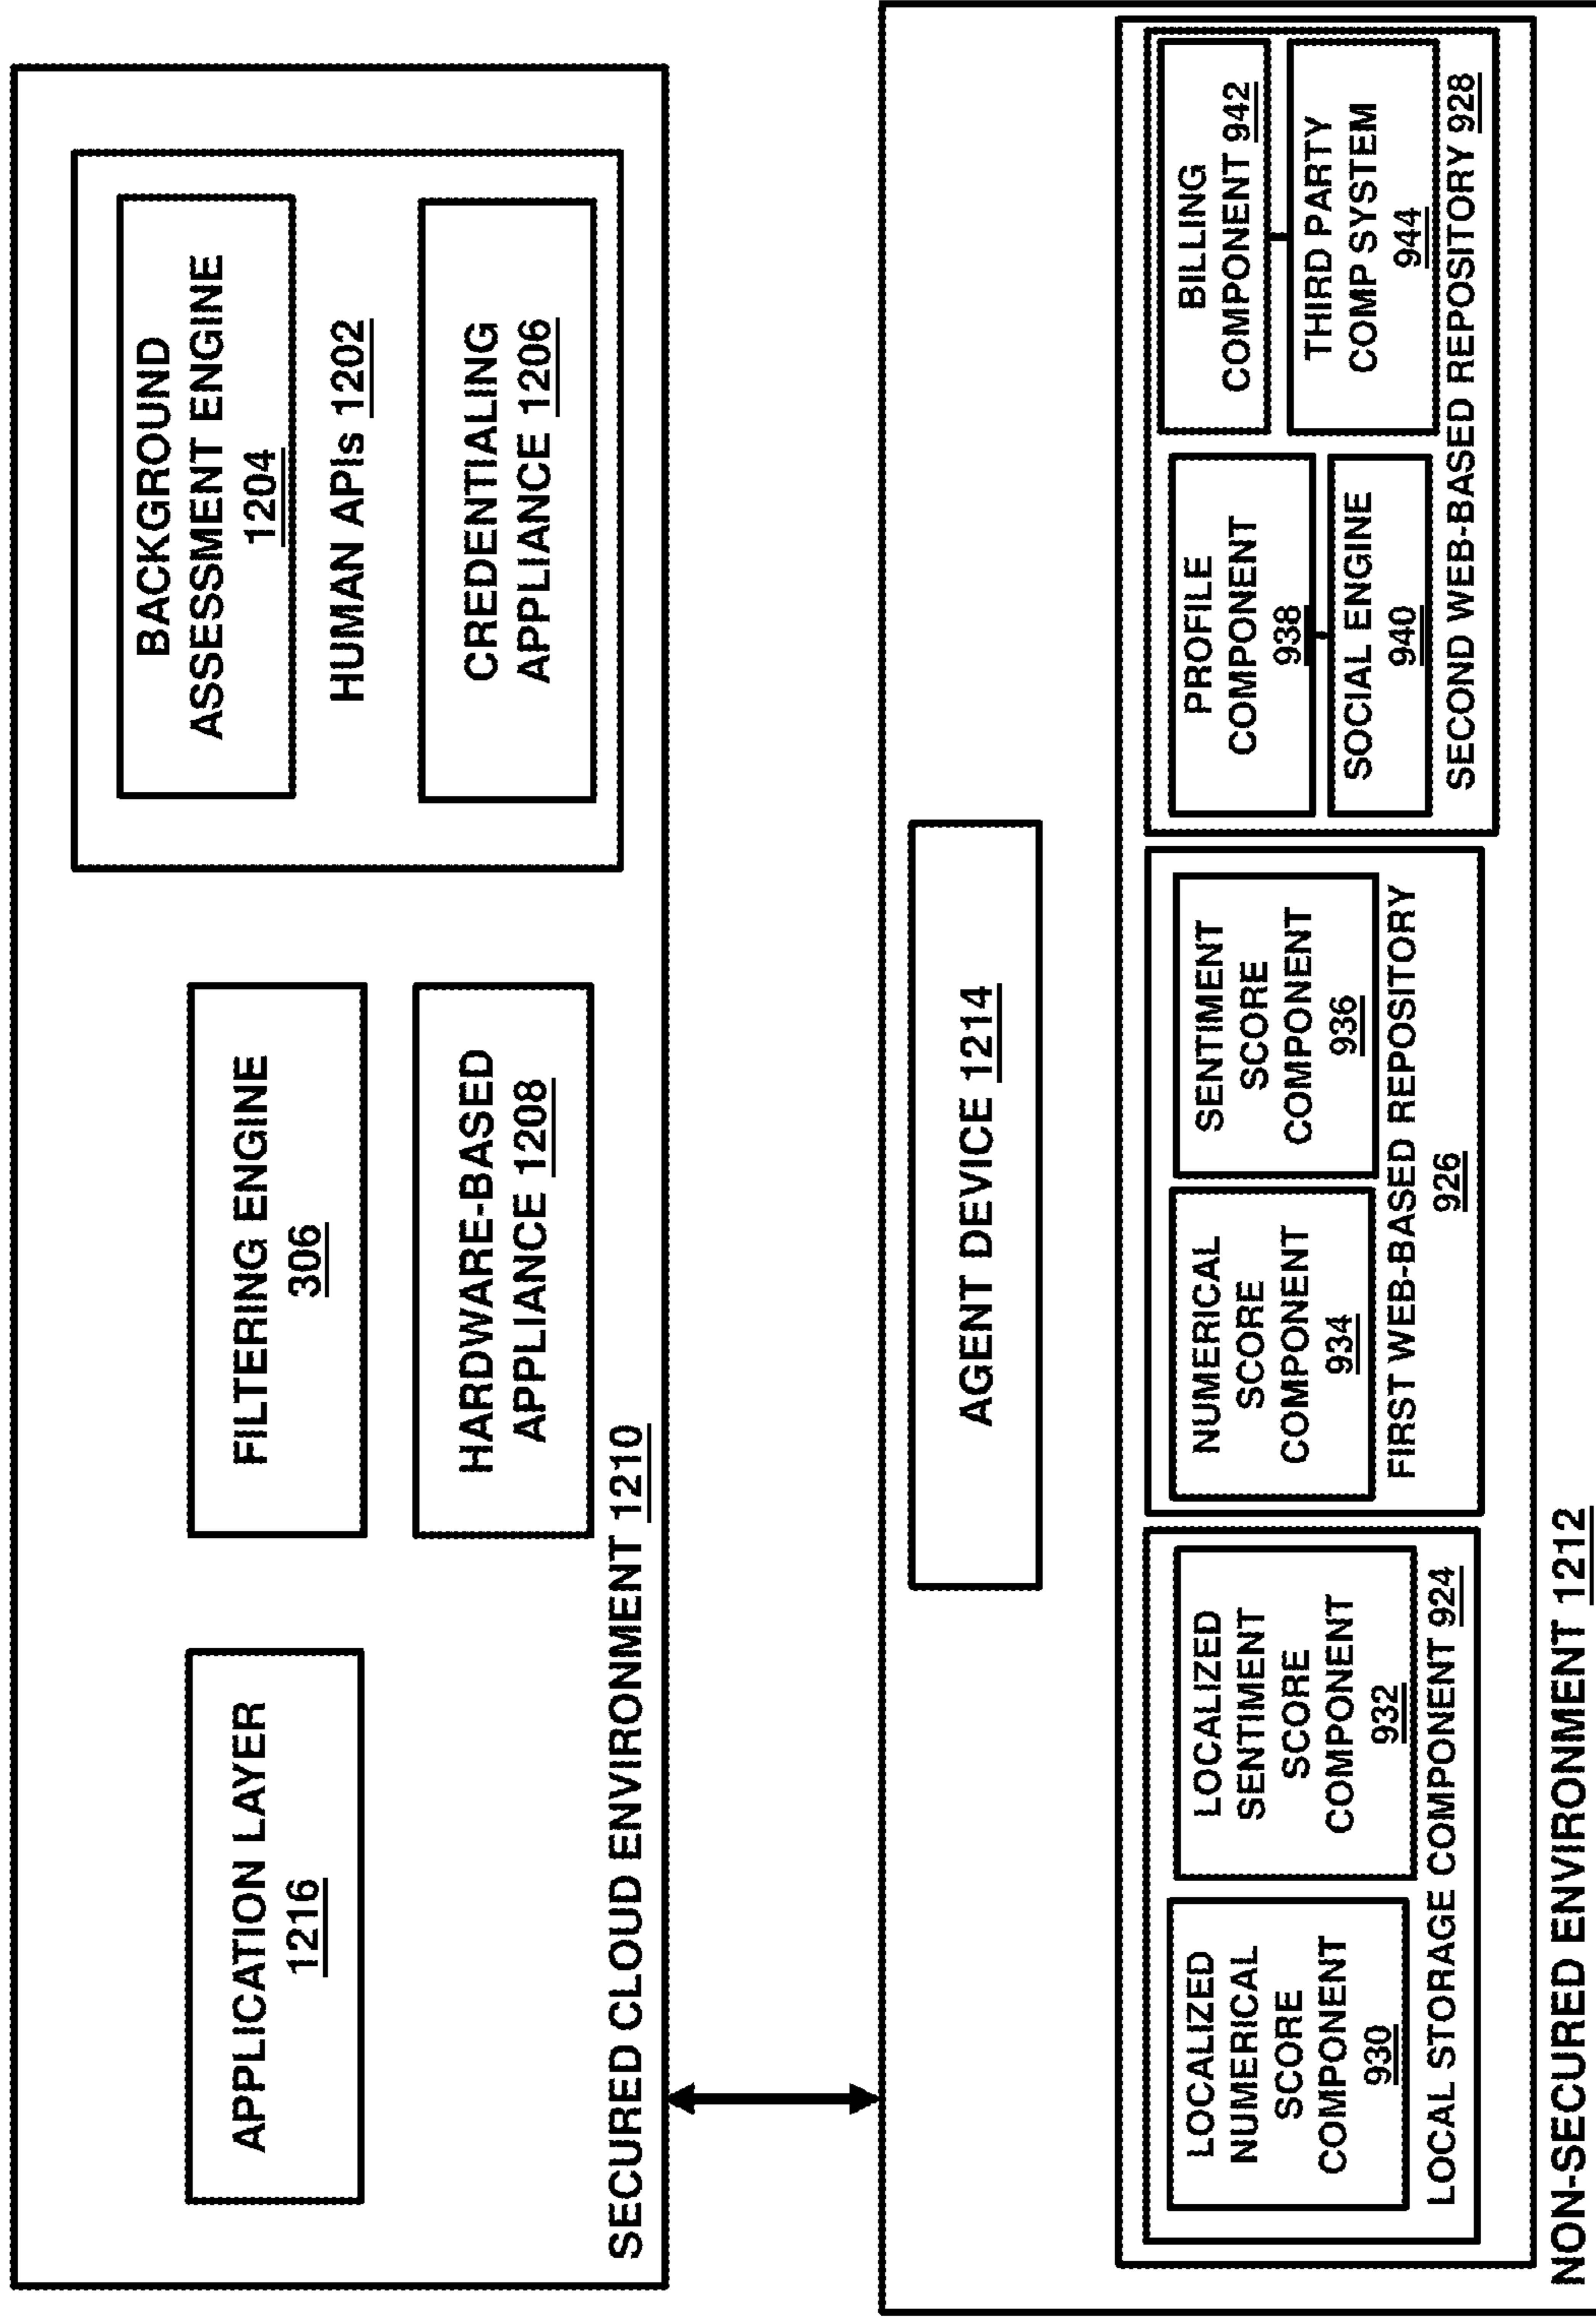 APPLICATION LAYER
1216
FILTERING ENGINE
306
HARDWARE-BASED
APPLIANCE 1208
BACKGROUND
ASSESSMENT ENGINE
1204
HUMAN APIs 1202
CREDENTIALING
APPLIANCE 1206
SECURED CLOUD ENVIRONMENT 1210
AGENT DEVICE 1214
LOCALIZED
NUMERICAL
SCORE
COMPONENT
930
LOCALIZED
SENTIMENT
SCORE
COMPONENT
932
LOCAL STORAGE COMPONENT 924
NUMERICAL
SCORE
COMPONENT
934
SENTIMENT
SCORE
COMPONENT
936
FIRST WEB-BASED REPOSITORY
926
PROFILE
COMPONENT
938
SOCIAL ENGINE
940
BILLING
COMPONENT 942
THIRD PARTY
COMP SYSTEM
944
SECOND WEB-BASED REPOSITORY 928
NON-SECURED ENVIRONMENT 1212